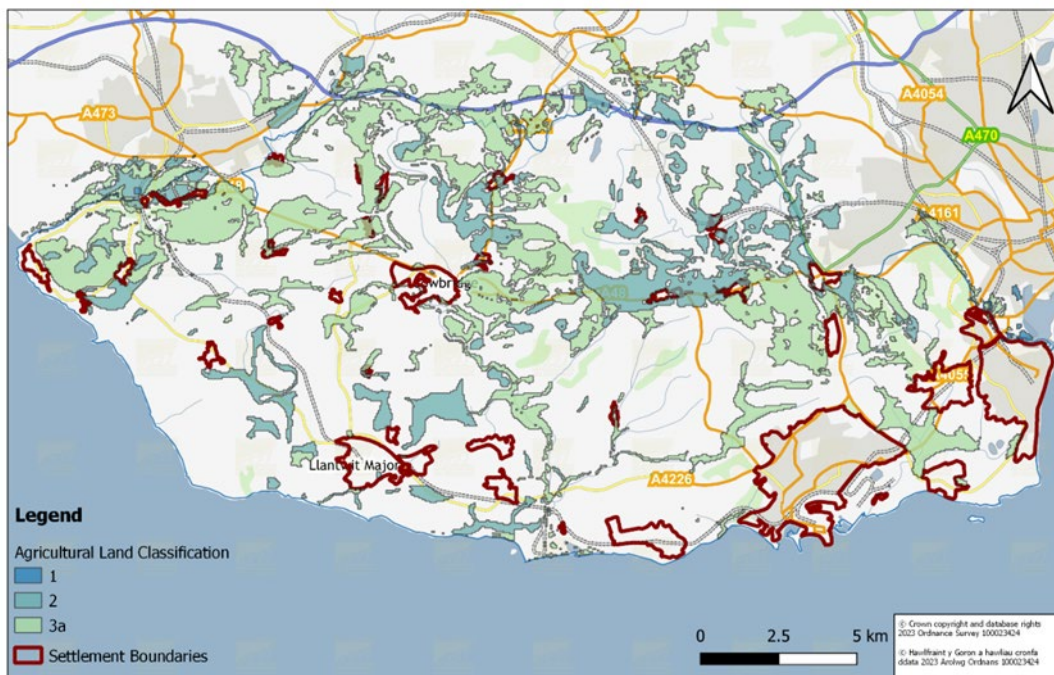 A473
A4054
A470
4161
A48
A4055
A4226
Llantwit Major
Legend
Agricultural Land Classification
1
2
3a
Settlement Boundaries
0 2.5 5 km
© Crown copyright and database rights
2023 Ordnance Survey 100023424
© Hawlfraint y Goron a hawliau cronfa
ddata 2023 Arolwg Ordnans 100023424